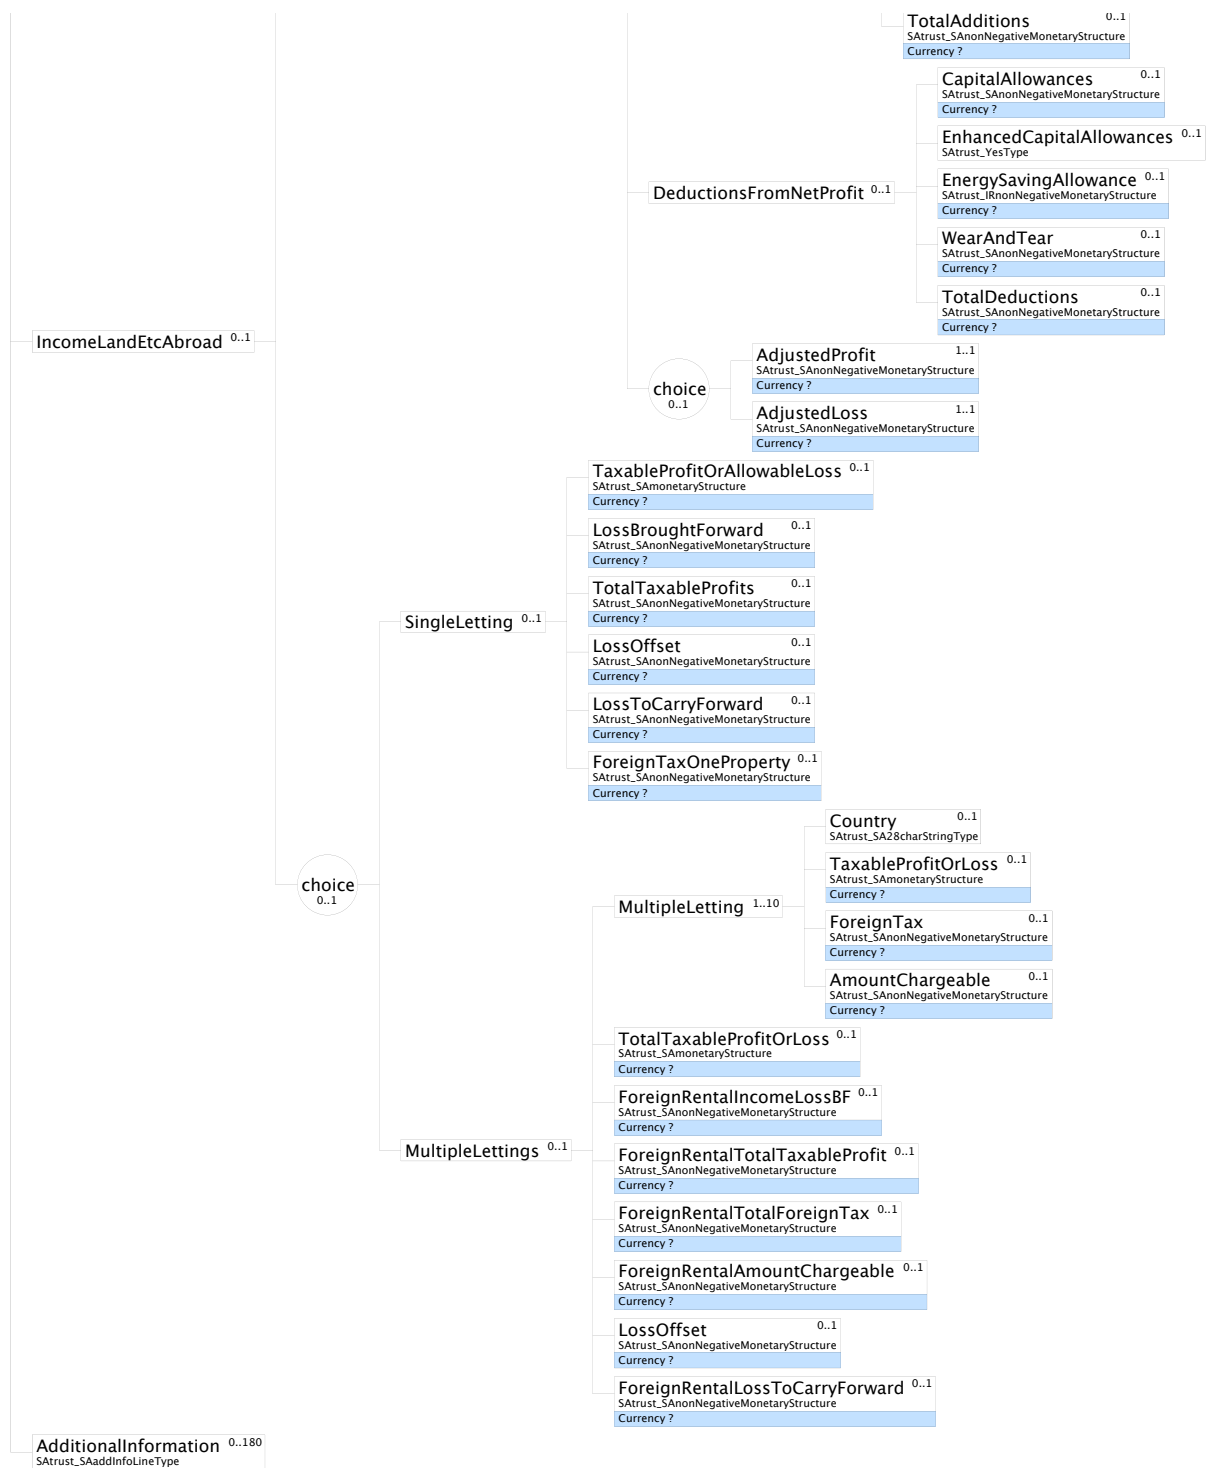 TotalAdditions 0..1
SAtrust_SAnonNegativeMonetaryStructure
Currency ?
CapitalAllowances 0..1
SAtrust_SAnonNegativeMonetaryStructure
Currency ?
EnhancedCapitalAllowances 0..1
SAtrust_YesType
DeductionsFromNetProfit 0..1
EnergySavingAllowance 0..1
SAtrust_IRnonNegativeMonetaryStructure
Currency ?
WearAndTear 0..1
SAtrust_SAnonNegativeMonetaryStructure
Currency ?
TotalDeductions 0..1
SAtrust_SAnonNegativeMonetaryStructure
Currency ?
IncomeLandEtcAbroad 0..1
choice
0..1
AdjustedProfit 1..1
SAtrust_SAnonNegativeMonetaryStructure
Currency ?
AdjustedLoss 1..1
SAtrust_SAnonNegativeMonetaryStructure
Currency ?
TaxableProfitOrAllowableLoss 0..1
SAtrust_SAmonetaryStructure
Currency ?
LossBroughtForward 0..1
SAtrust_SAnonNegativeMonetaryStructure
Currency ?
TotalTaxableProfits 0..1
SAtrust_SAnonNegativeMonetaryStructure
Currency ?
SingleLetting 0..1
LossOffset 0..1
SAtrust_SAnonNegativeMonetaryStructure
Currency ?
LossToCarryForward 0..1
SAtrust_SAnonNegativeMonetaryStructure
Currency ?
ForeignTaxOneProperty 0..1
SAtrust_SAnonNegativeMonetaryStructure
Currency ?
choice
0..1
Country 0..1
SAtrust_SA28charStringType
TaxableProfitOrLoss 0..1
SAtrust_SAmonetaryStructure
Currency ?
MultipleLetting 1..10
ForeignTax 0..1
SAtrust_SAnonNegativeMonetaryStructure
Currency ?
AmountChargeable 0..1
SAtrust_SAnonNegativeMonetaryStructure
Currency ?
TotalTaxableProfitOrLoss 0..1
SAtrust_SAmonetaryStructure
Currency ?
ForeignRentalIncomeLossBF 0..1
SAtrust_SAnonNegativeMonetaryStructure
Currency ?
MultipleLettings 0..1
ForeignRentalTotalTaxableProfit 0..1
SAtrust_SAnonNegativeMonetaryStructure
Currency ?
ForeignRentalTotalForeignTax 0..1
SAtrust_SAnonNegativeMonetaryStructure
Currency ?
ForeignRentalAmountChargeable 0..1
SAtrust_SAnonNegativeMonetaryStructure
Currency ?
LossOffset 0..1
SAtrust_SAnonNegativeMonetaryStructure
Currency ?
ForeignRentalLossToCarryForward 0..1
SAtrust_SAnonNegativeMonetaryStructure
Currency ?
AdditionalInformation 0..180
SAtrust_SAaddInfoLineType